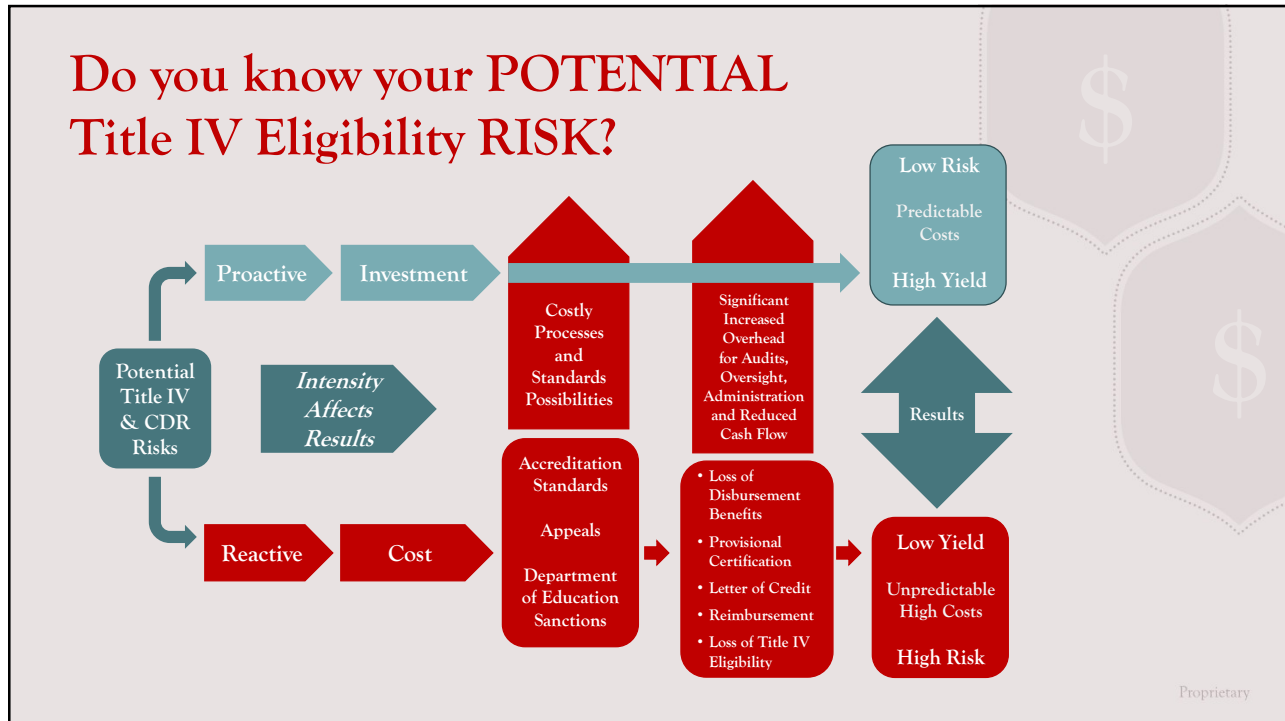 Do you know your POTENTIAL
Title IV Eligibility RISK?
$
$
Potential
Title IV
& CDR
Risks
Proactive
Investment
Intensity
Affects
Results
Reactive
Cost
Costly
Processes
and
Standards
Possibilities
Accreditation
Standards
Appeals
Department
of Education
Sanctions
Significant
Increased
Overhead
for Audits,
Oversight,
Administration
and Reduced
Cash Flow
• Loss of
Disbursement
Benefits
• Provisional
Certification
• Letter of Credit
• Reimbursement
• Loss of Title IV
Eligibility
Low Risk
Predictable
Costs
High Yield
Results
Low Yield
Unpredictable
High Costs
High Risk
Proprietary